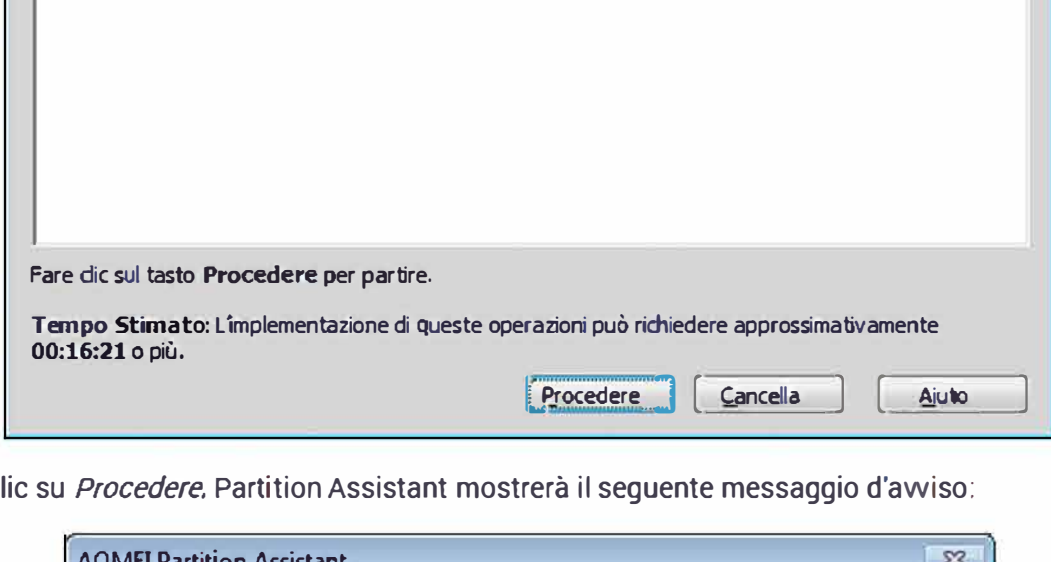 Fare clic sul tasto Procedere per partire.
Tempo Stimato: L'implementazione di queste operazioni può richiedere approssimativamente
00:16:21 o più.
Procedere Cancella Aiuto
lic su Procedere. Partition Assistant mostrerà il seguente messaggio d'avviso:
AOMEI Partition Assistant